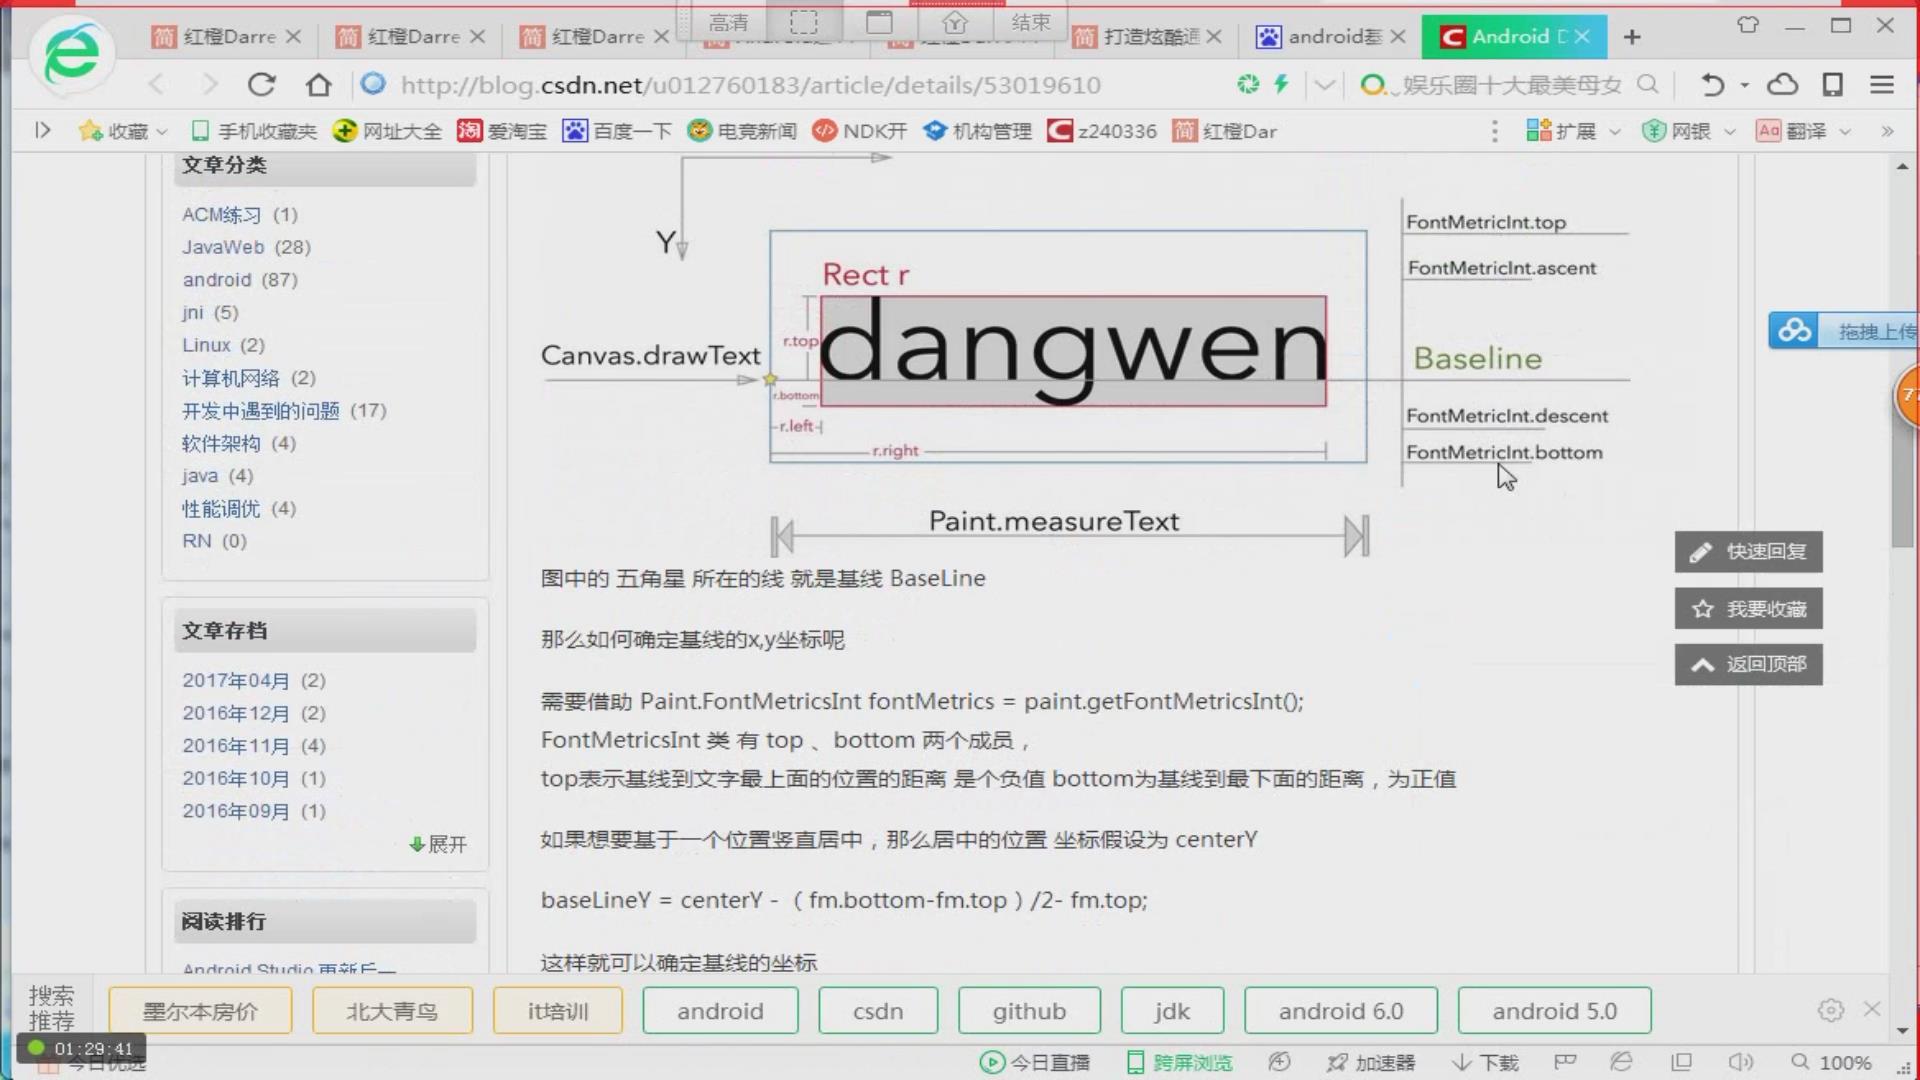 高清
结束
红橙Darre
红橙Darre
红橙Darre
打造炫酷通
android基
Android D
http://blog.csdn.net/u012760183/article/details/53019610
娱乐圈十大最美母女
收藏
手机收藏夹
网址大全
爱淘宝
百度一下
电竞新闻
NDK开
机构管理
z240336
红橙Dar
扩展
网银
翻译
文章分类
ACM练习 (1)
JavaWeb (28)
android (87)
jni (5)
Linux (2)
计算机网络 (2)
开发中遇到的问题 (17)
软件架构 (4)
java (4)
性能调优 (4)
RN (0)
文章存档
2017年04月 (2)
2016年12月 (2)
2016年11月 (4)
2016年10月 (1)
2016年09月 (1)
展开
阅读排行
Android Studio 更新后—
Y
Rect r
dangwen
Canvas.drawText
r.top
r.bottom
r.left
r.right
FontMetricInt.top
FontMetricInt.ascent
Baseline
FontMetricInt.descent
FontMetricInt.bottom
Paint.measureText
图中的 五角星 所在的线 就是基线 BaseLine
那么如何确定基线的x,y坐标呢
需要借助 Paint.FontMetricsInt fontMetrics = paint.getFontMetricsInt();
FontMetricsInt 类 有 top 、bottom 两个成员，
top表示基线到文字最上面的位置的距离 是个负值 bottom为基线到最下面的距离，为正值
如果想要基于一个位置竖直居中，那么居中的位置 坐标假设为 centerY
baseLineY = centerY -（fm.bottom-fm.top）/2- fm.top;
这样就可以确定基线的坐标
拖拽上传
快速回复
我要收藏
返回顶部
搜索
推荐
墨尔本房价
北大青鸟
it培训
android
csdn
github
jdk
android 6.0
android 5.0
01:29:41
今日优选
今日直播
跨屏浏览
加速器
下载
100%